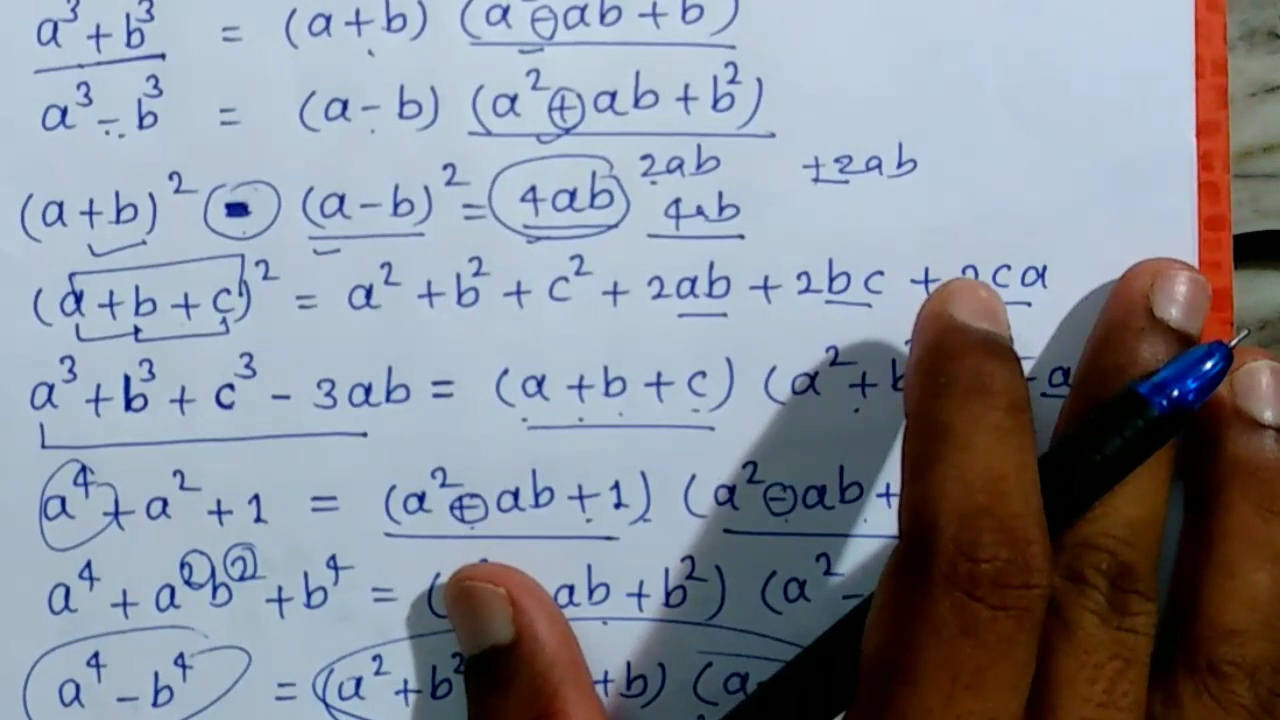 a³ + b³ = (a + b) (a² ⊖ ab + b²)
a³ - b³ = (a - b) (a² ⊕ ab + b²)
(a + b)² - (a - b)² = 4ab 2ab +2ab
4ab
(a + b + c)² = a² + b² + c² + 2ab + 2bc + 2ca
a³ + b³ + c³ - 3ab = (a + b + c) (a² + b - a
a⁴ + a² + 1 = (a² ⊕ ab + 1) (a² ⊖ ab +
a⁴ + a²b² + b⁴ = ( ab + b²) (a² -
a⁴ - b⁴ = (a² + b² + b) (a -